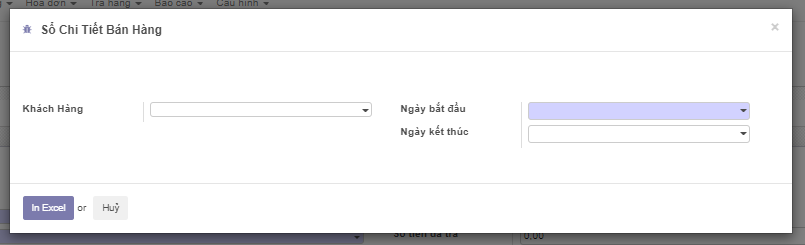 Hoá đơn Trả hàng Báo cáo Cấu hình
Sổ Chi Tiết Bán Hàng ×
Khách Hàng
Ngày bắt đầu
Ngày kết thúc
In Excel or Huỷ
Số tiền đã trả 0.00